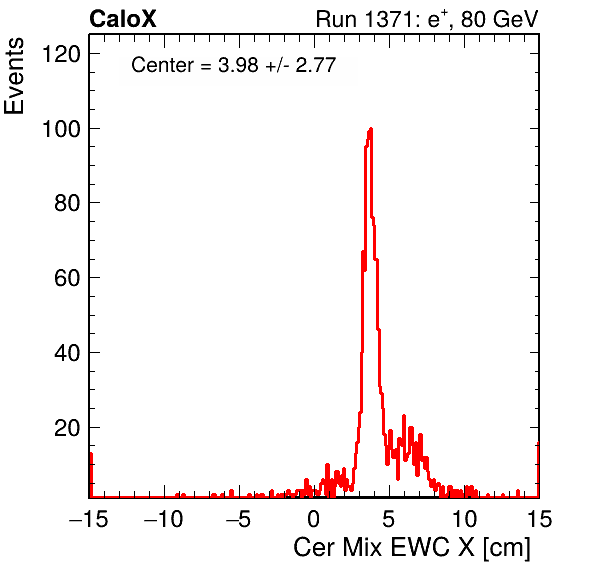 CaloX Run 1371: e⁺, 80 GeV
Center = 3.98 +/- 2.77
Events
120
100
80
60
40
20
−15 −10 −5 0 5 10 15
Cer Mix EWC X [cm]